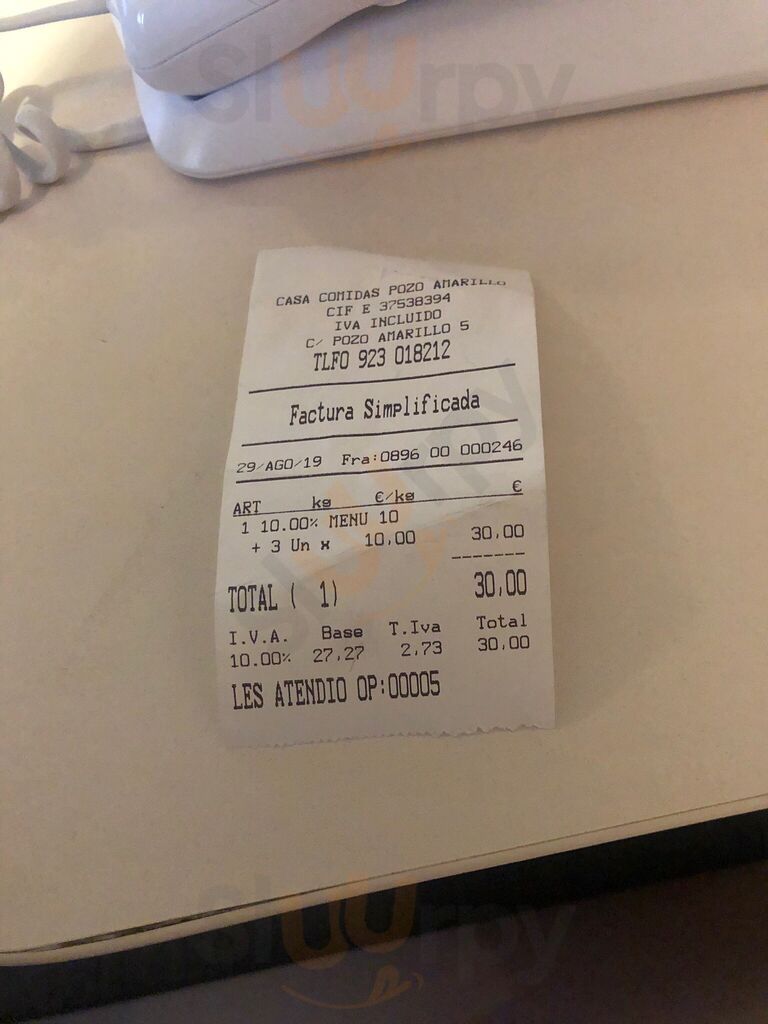 Sluurpy
CASA COMIDAS POZO AMARILLO
CIF E 37538394
IVA INCLUIDO
C/ POZO AMARILLO 5
TLFO 923 018212
Factura Simplificada
29/AGO/19 Fra:0896 00 000246
ART kg €/kg €
1 10.00% MENU 10
+ 3 Un x 10,00 30,00
TOTAL ( 1) 30,00
I.V.A. Base T.Iva Total
10.00% 27,27 2,73 30,00
LES ATENDIO OP:00005
Sluurpy